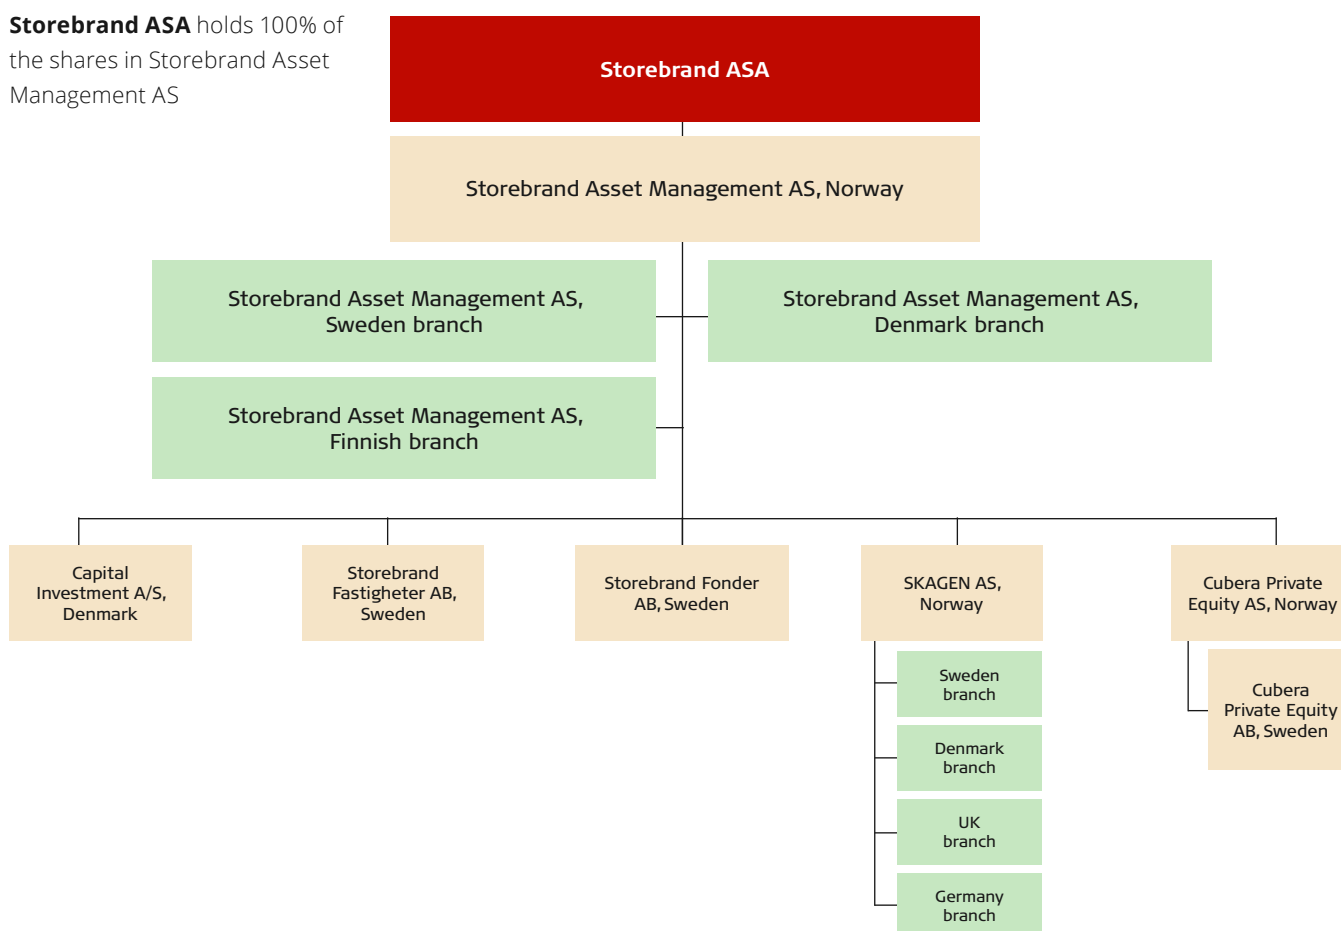 Storebrand ASA holds 100% of
the shares in Storebrand Asset
Management AS
Storebrand ASA
Storebrand Asset Management AS, Norway
Storebrand Asset Management AS,
Sweden branch
Storebrand Asset Management AS,
Denmark branch
Storebrand Asset Management AS,
Finnish branch
Capital
Investment A/S,
Denmark
Storebrand
Fastigheter AB,
Sweden
Storebrand Fonder
AB, Sweden
SKAGEN AS,
Norway
Cubera Private
Equity AS, Norway
Sweden
branch
Denmark
branch
UK
branch
Germany
branch
Cubera
Private Equity
AB, Sweden